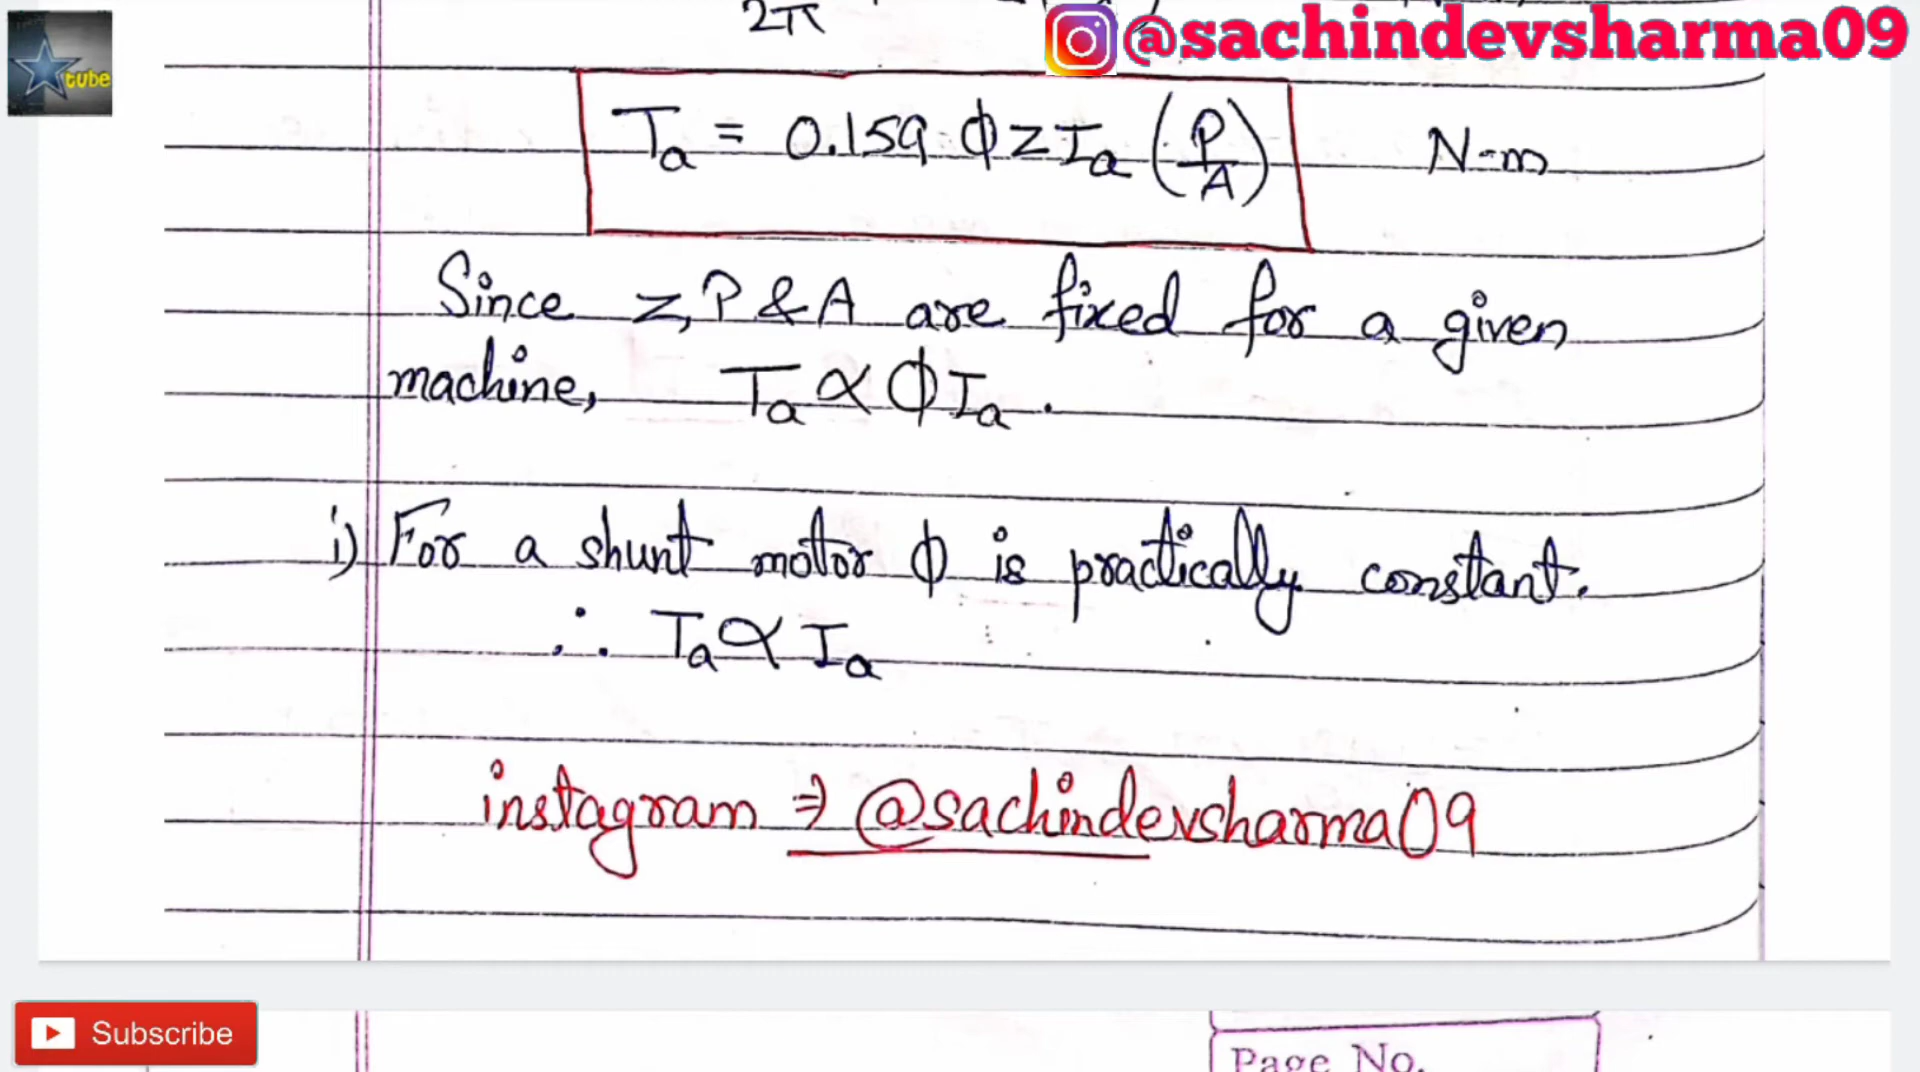 2π
@sachindevsharma09
tube
Ta = 0.159 ϕ z Ia (P/A) N-m
Since z, P & A are fixed for a given
machine, Ta ∝ ϕ Ia.
i) For a shunt motor ϕ is practically constant.
∴ Ta ∝ Ia
instagram ⇒ @sachindevsharma09
Subscribe
Page No.